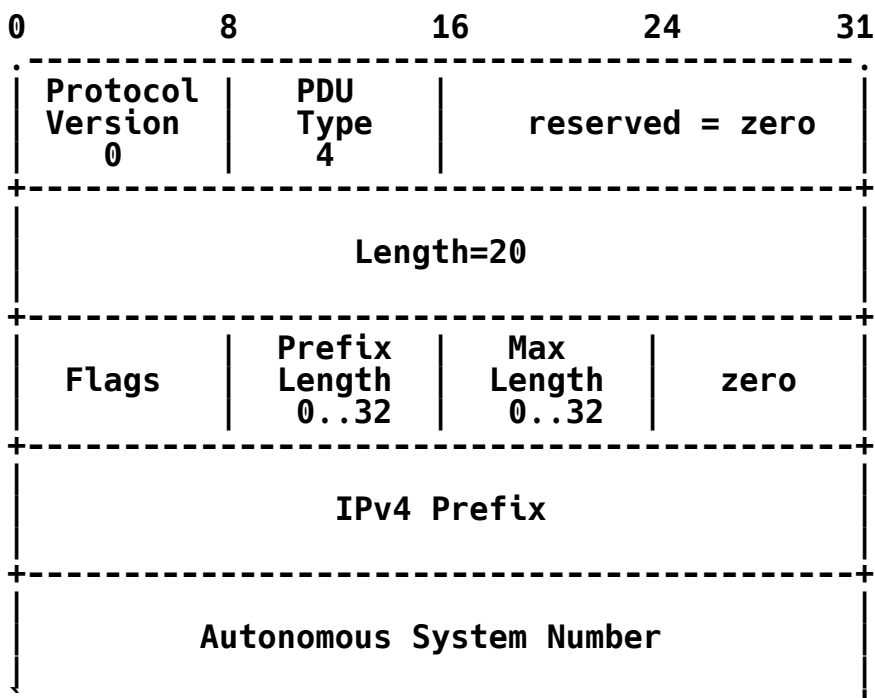 0 8 16 24 31
Protocol PDU
Version Type reserved = zero
0 4
Length=20
Prefix Max
Flags Length Length zero
0..32 0..32
IPv4 Prefix
Autonomous System Number